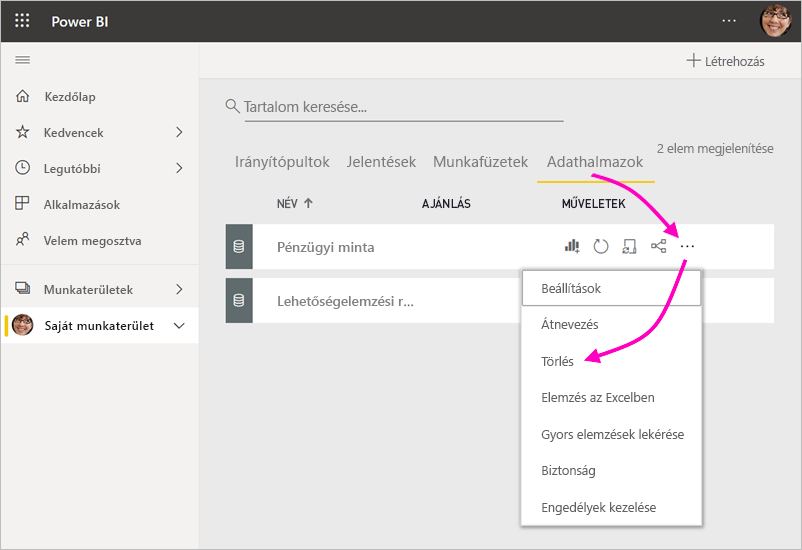 Power BI
Létrehozás
Kezdőlap
Kedvencek
Legutóbbi
Alkalmazások
Velem megosztva
Munkaterületek
Saját munkaterület
Tartalom keresése...
2 elem megjelenítése
Irányítópultok Jelentések Munkafüzetek Adathalmazok
NÉV AJÁNLÁS MŰVELETEK
Pénzügyi minta
Lehetőségelemzési r...
Beállítások
Átnevezés
Törlés
Elemzés az Excelben
Gyors elemzések lekérése
Biztonság
Engedélyek kezelése